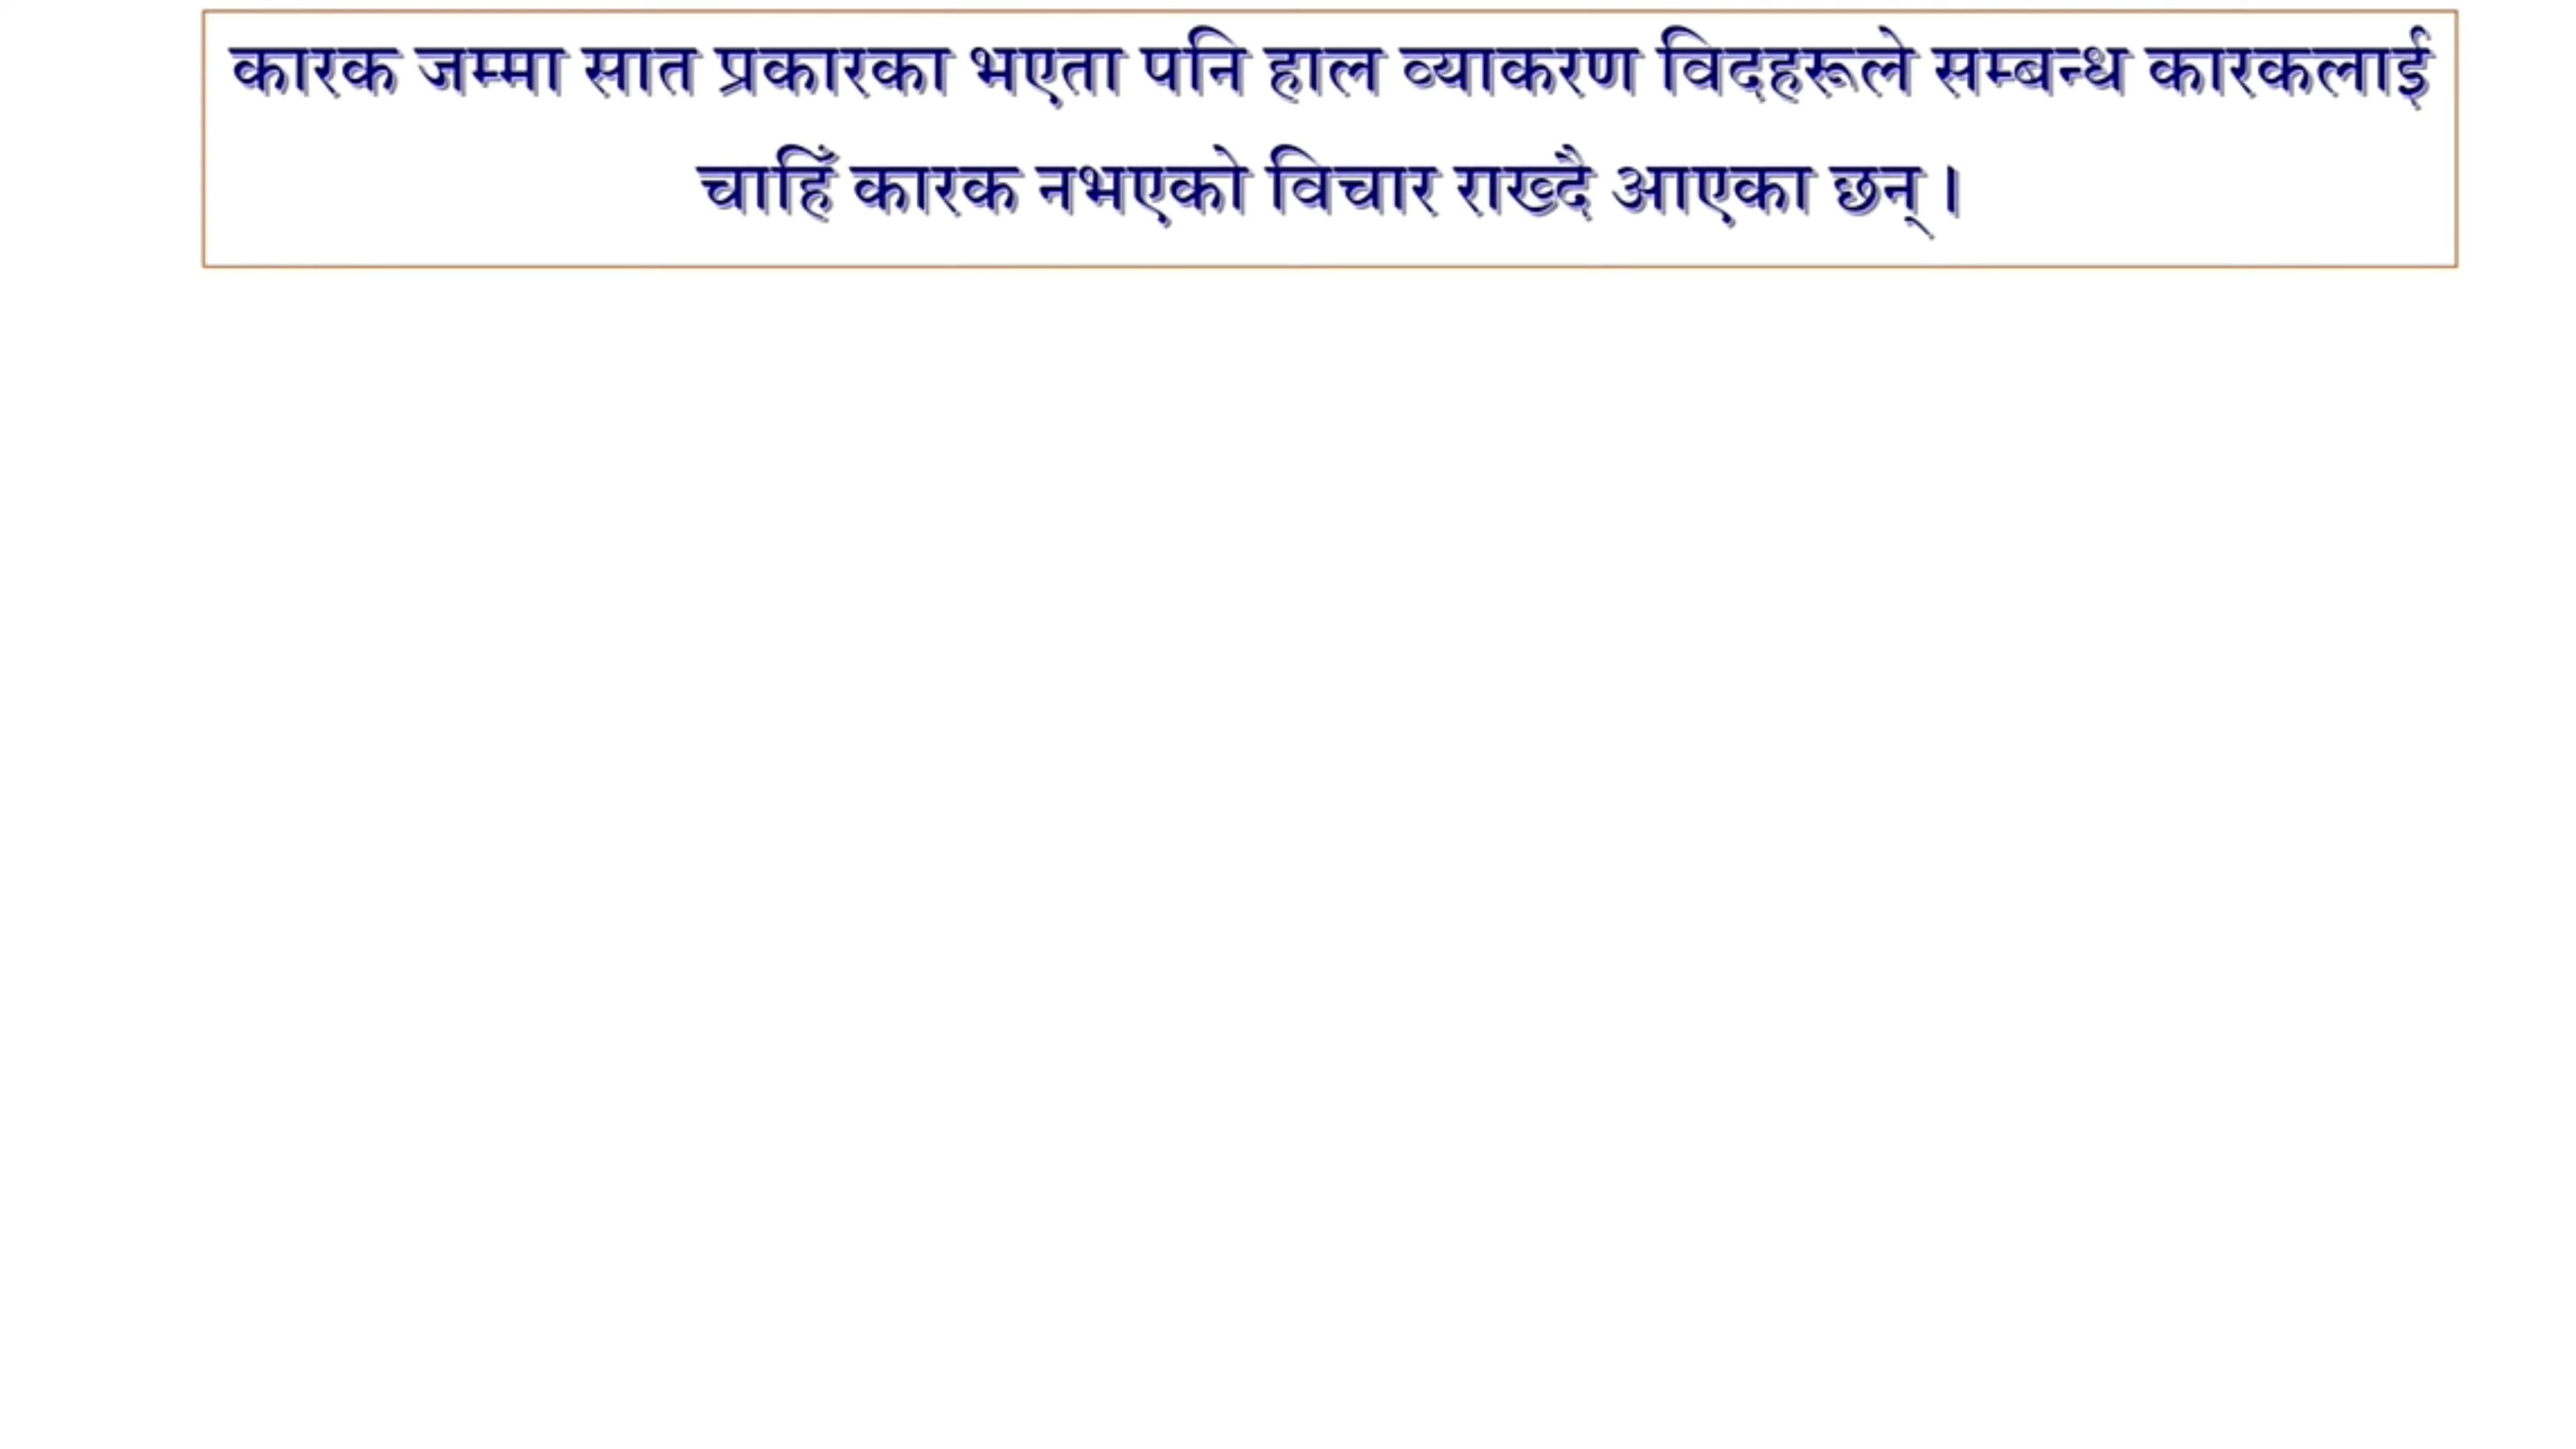 कारक जम्मा सात प्रकारका भएता पनि हाल व्याकरण विदहरूले सम्बन्ध कारकलाई
चाहिँ कारक नभएको विचार राख्दै आएका छन् ।